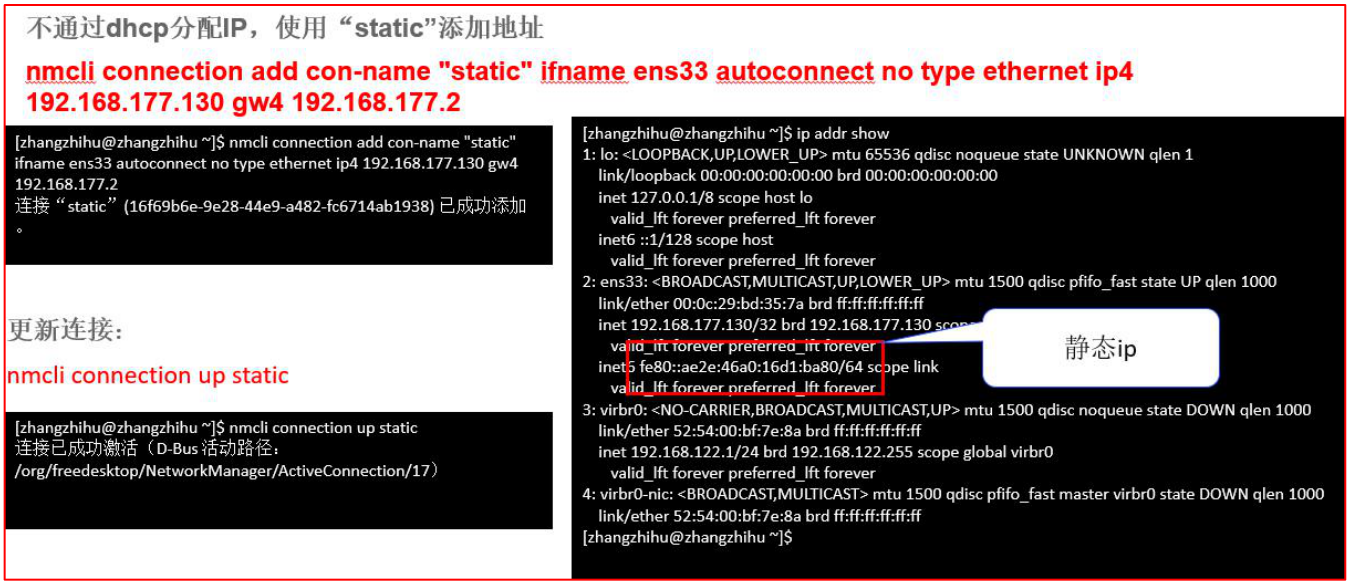 不通过dhcp分配IP，使用“static”添加地址
nmcli connection add con-name "static" ifname ens33 autoconnect no type ethernet ip4
192.168.177.130 gw4 192.168.177.2
[zhangzhihu@zhangzhihu ~]$ nmcli connection add con-name "static"
ifname ens33 autoconnect no type ethernet ip4 192.168.177.130 gw4
192.168.177.2
连接“static”(16f69b6e-9e28-44e9-a482-fc6714ab1938) 已成功添加
。
更新连接：
nmcli connection up static
[zhangzhihu@zhangzhihu ~]$ nmcli connection up static
连接已成功激活（D-Bus 活动路径：
/org/freedesktop/NetworkManager/ActiveConnection/17）
[zhangzhihu@zhangzhihu ~]$ ip addr show
1: lo: <LOOPBACK,UP,LOWER_UP> mtu 65536 qdisc noqueue state UNKNOWN qlen 1
link/loopback 00:00:00:00:00:00 brd 00:00:00:00:00:00
inet 127.0.0.1/8 scope host lo
valid_lft forever preferred_lft forever
inet6 ::1/128 scope host
valid_lft forever preferred_lft forever
2: ens33: <BROADCAST,MULTICAST,UP,LOWER_UP> mtu 1500 qdisc pfifo_fast state UP qlen 1000
link/ether 00:0c:29:bd:35:7a brd ff:ff:ff:ff:ff:ff
inet 192.168.177.130/32 brd 192.168.177.130
valid_lft forever preferred_lft forever
inet6 fe80::ae2e:46a0:16d1:ba80/64 scope link
valid_lft forever preferred_lft forever
静态ip
3: virbr0: <NO-CARRIER,BROADCAST,MULTICAST,UP> mtu 1500 qdisc noqueue state DOWN qlen 1000
link/ether 52:54:00:bf:7e:8a brd ff:ff:ff:ff:ff:ff
inet 192.168.122.1/24 brd 192.168.122.255 scope global virbr0
valid_lft forever preferred_lft forever
4: virbr0-nic: <BROADCAST,MULTICAST> mtu 1500 qdisc pfifo_fast master virbr0 state DOWN qlen 1000
link/ether 52:54:00:bf:7e:8a brd ff:ff:ff:ff:ff:ff
[zhangzhihu@zhangzhihu ~]$